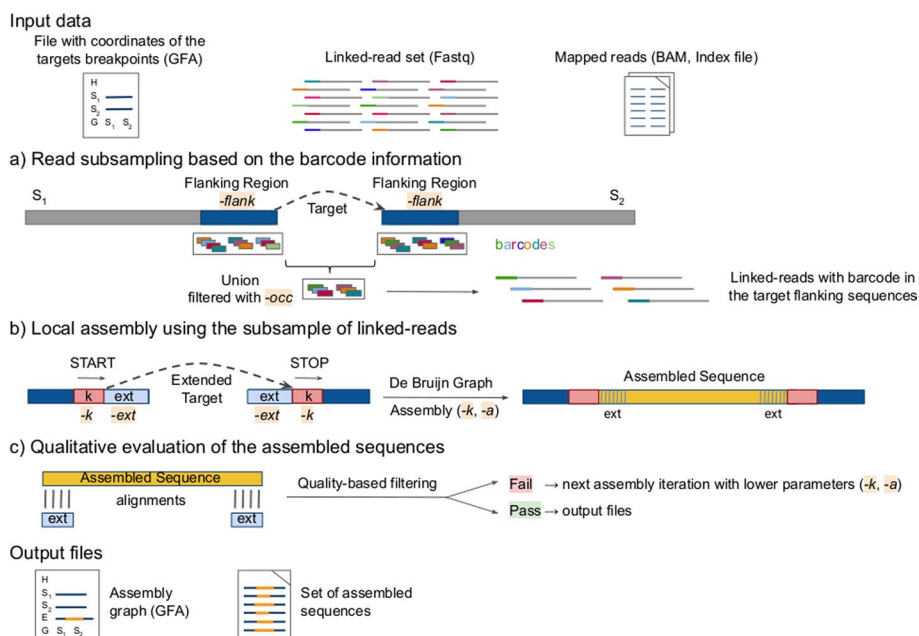 Input data
File with coordinates of the
targets breakpoints (GFA)
Linked-read set (Fastq)
Mapped reads (BAM, Index file)
H
S1
S2
G S1 S2
a) Read subsampling based on the barcode information
S1
Flanking Region
-flank
Target
Flanking Region
-flank
S2
barcodes
Union
filtered with -occ
Linked-reads with barcode in
the target flanking sequences
b) Local assembly using the subsample of linked-reads
START
STOP
k ext
Extended
Target
ext k
-k -ext
-ext -k
De Bruijn Graph
Assembly (-k, -a)
Assembled Sequence
ext
ext
c) Qualitative evaluation of the assembled sequences
Assembled Sequence
alignments
ext
ext
Quality-based filtering
Fail → next assembly iteration with lower parameters (-k, -a)
Pass → output files
Output files
H
S1
S2
E
G S1 S2
Assembly
graph (GFA)
Set of assembled
sequences